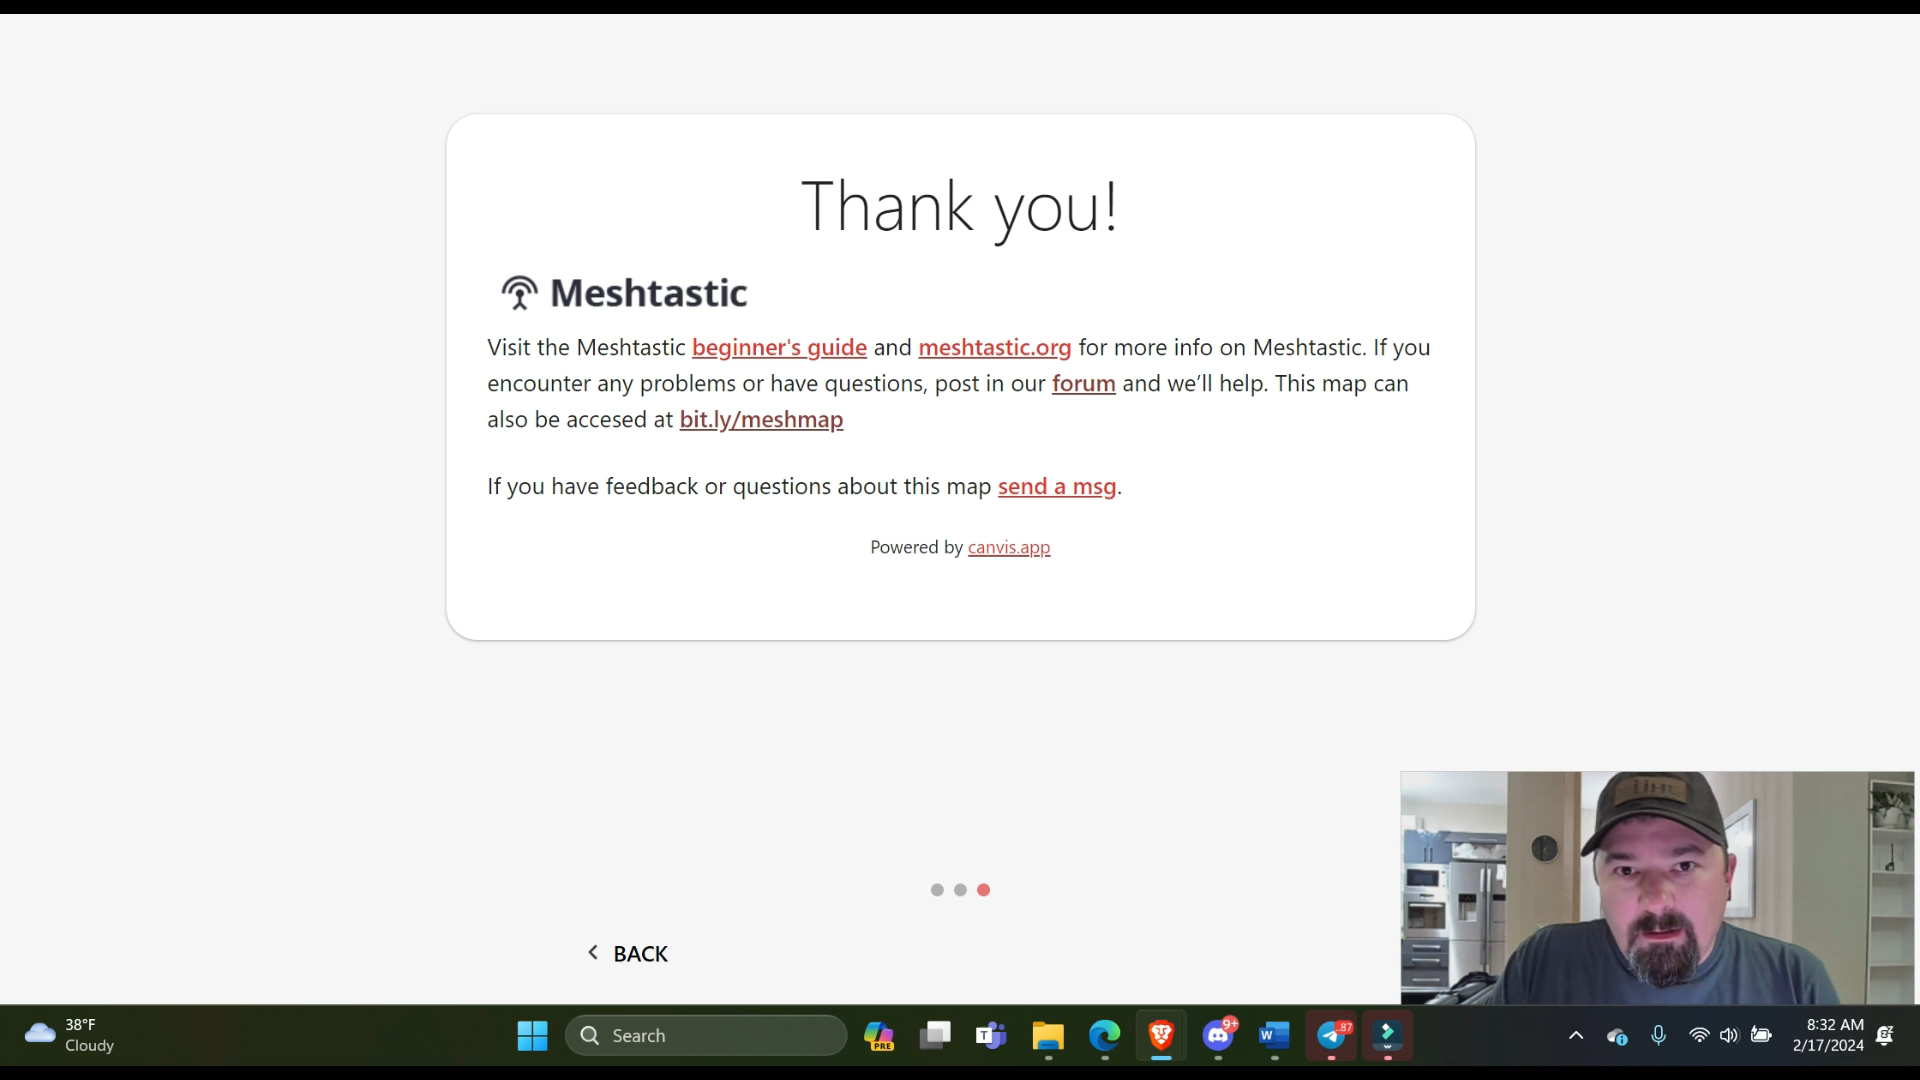 Thank you!
Meshtastic
Visit the Meshtastic beginner's guide and meshtastic.org for more info on Meshtastic. If you
encounter any problems or have questions, post in our forum and we’ll help. This map can
also be accesed at bit.ly/meshmap
If you have feedback or questions about this map send a msg.
Powered by canvis.app
BACK
38°F
Cloudy
Search
PRE
T
9+
W
..87
8:32 AM
2/17/2024